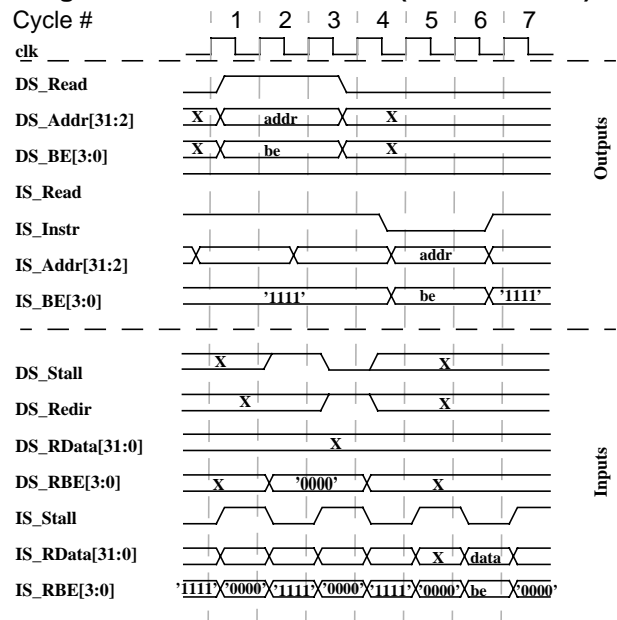 Cycle # 1 2 3 4 5 6 7
clk
DS_Read
DS_Addr[31:2] X addr X
DS_BE[3:0] X be X
IS_Read
IS_Instr
IS_Addr[31:2] addr
IS_BE[3:0] '1111' be '1111'
Outputs
DS_Stall X X
DS_Redir X X
DS_RData[31:0] X
DS_RBE[3:0] X '0000' X
IS_Stall
IS_RData[31:0] X data
IS_RBE[3:0] '1111' '0000' '1111' '0000' '1111' '0000' be '0000'
Inputs